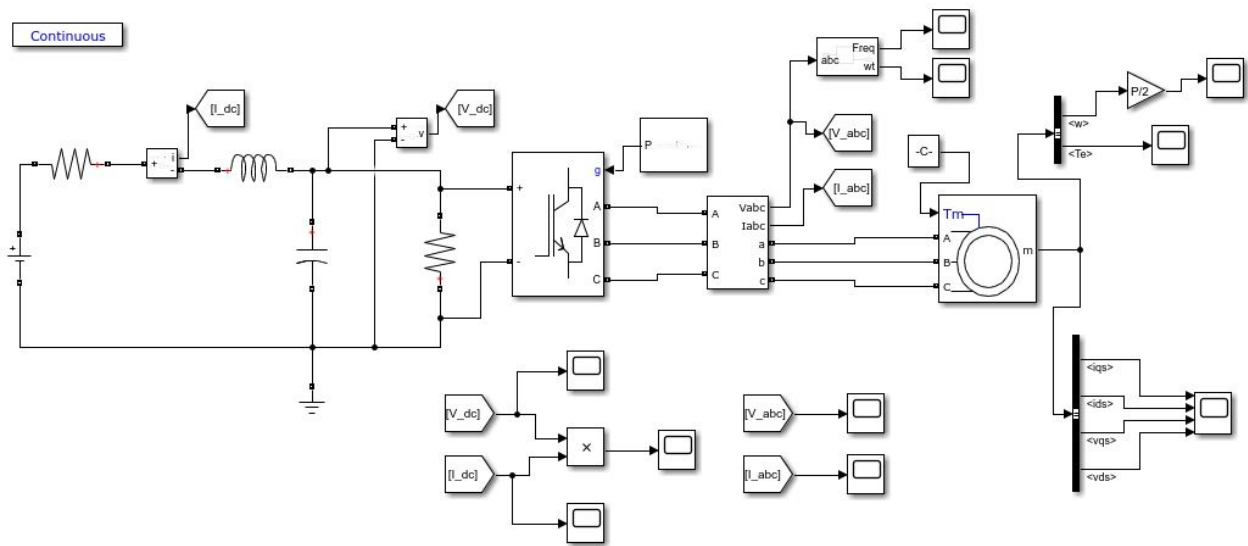 Continuous
[I_dc]
[V_dc]
+
i
-
+
-
v
+
P
g
+
-
A
B
C
A
B
C
Vabc
Iabc
a
b
c
abc
Freq
wt
[V_abc]
[I_abc]
-C-
Tm
A
B
C
m
<w>
<Te>
P/2
<iqs>
<ids>
<vqs>
<vds>
[V_dc]
[I_dc]
×
[V_abc]
[I_abc]